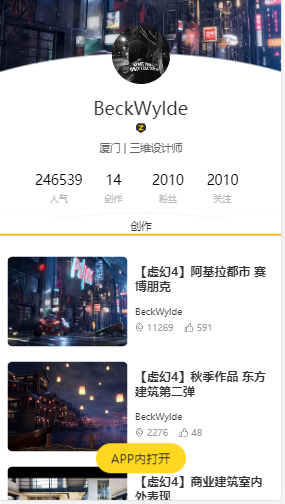 BeckWylde
厦门 | 三维设计师
246539 14 2010 2010
人气 创作 粉丝 关注
创作
【虚幻4】阿基拉都市 赛
博朋克
BeckWylde
11269 591
【虚幻4】秋季作品 东方
建筑第二弹
BeckWylde
2276 48
APP内打开
【虚幻4】商业建筑室内
外表现